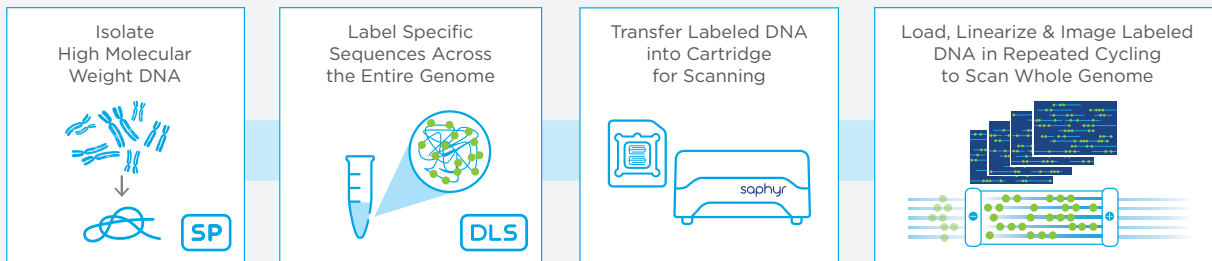 Isolate
High Molecular
Weight DNA
SP
Label Specific
Sequences Across
the Entire Genome
DLS
Transfer Labeled DNA
into Cartridge
for Scanning
saphyr
Load, Linearize & Image Labeled
DNA in Repeated Cycling
to Scan Whole Genome